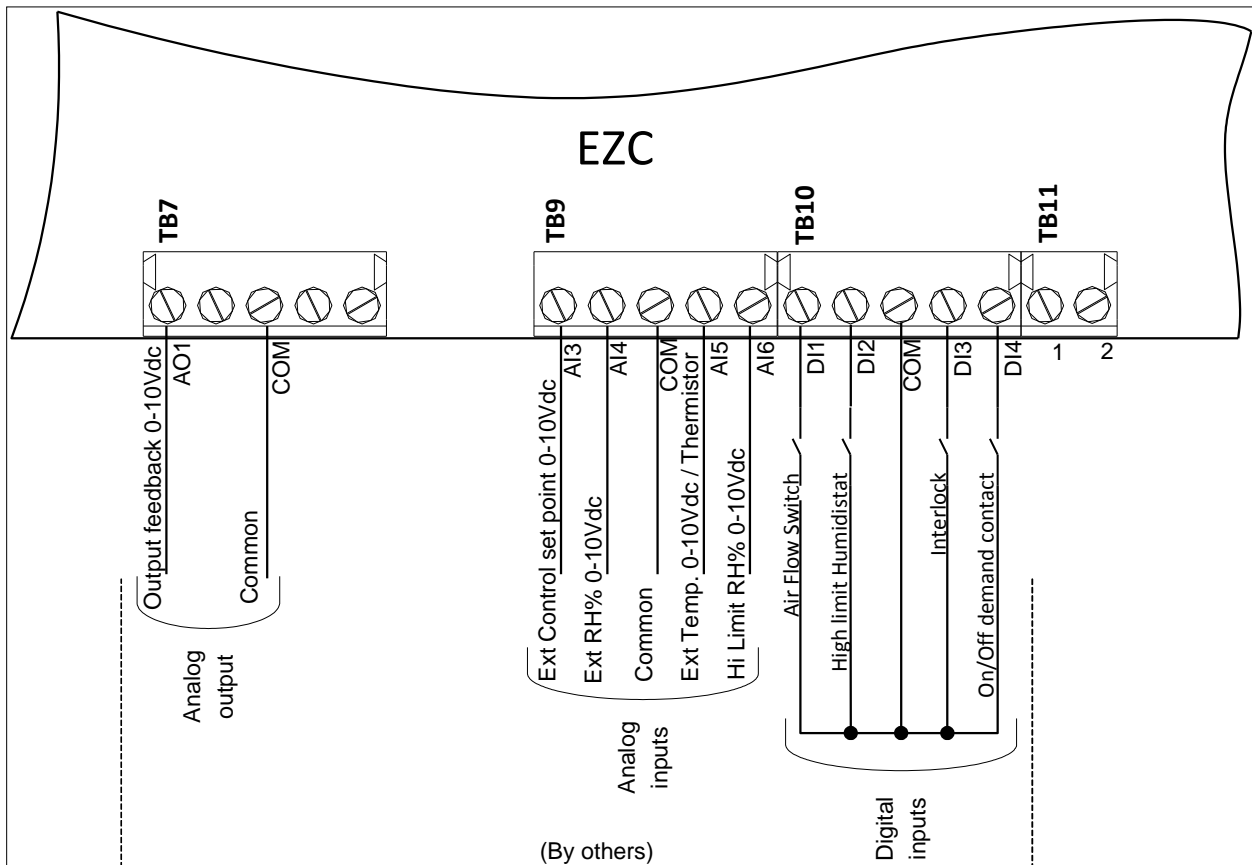 EZC
TB7
TB9
TB10
TB11
AO1
COM
AI3
AI4
COM
AI5
AI6
DI1
DI2
COM
DI3
DI4
1
2
Output feedback 0-10Vdc
Common
Ext Control set point 0-10Vdc
Ext RH% 0-10Vdc
Common
Ext Temp. 0-10Vdc / Thermistor
Hi Limit RH% 0-10Vdc
Air Flow Switch
High limit Humidistat
Interlock
On/Off demand contact
Analog
output
Analog
inputs
Digital
inputs
(By others)